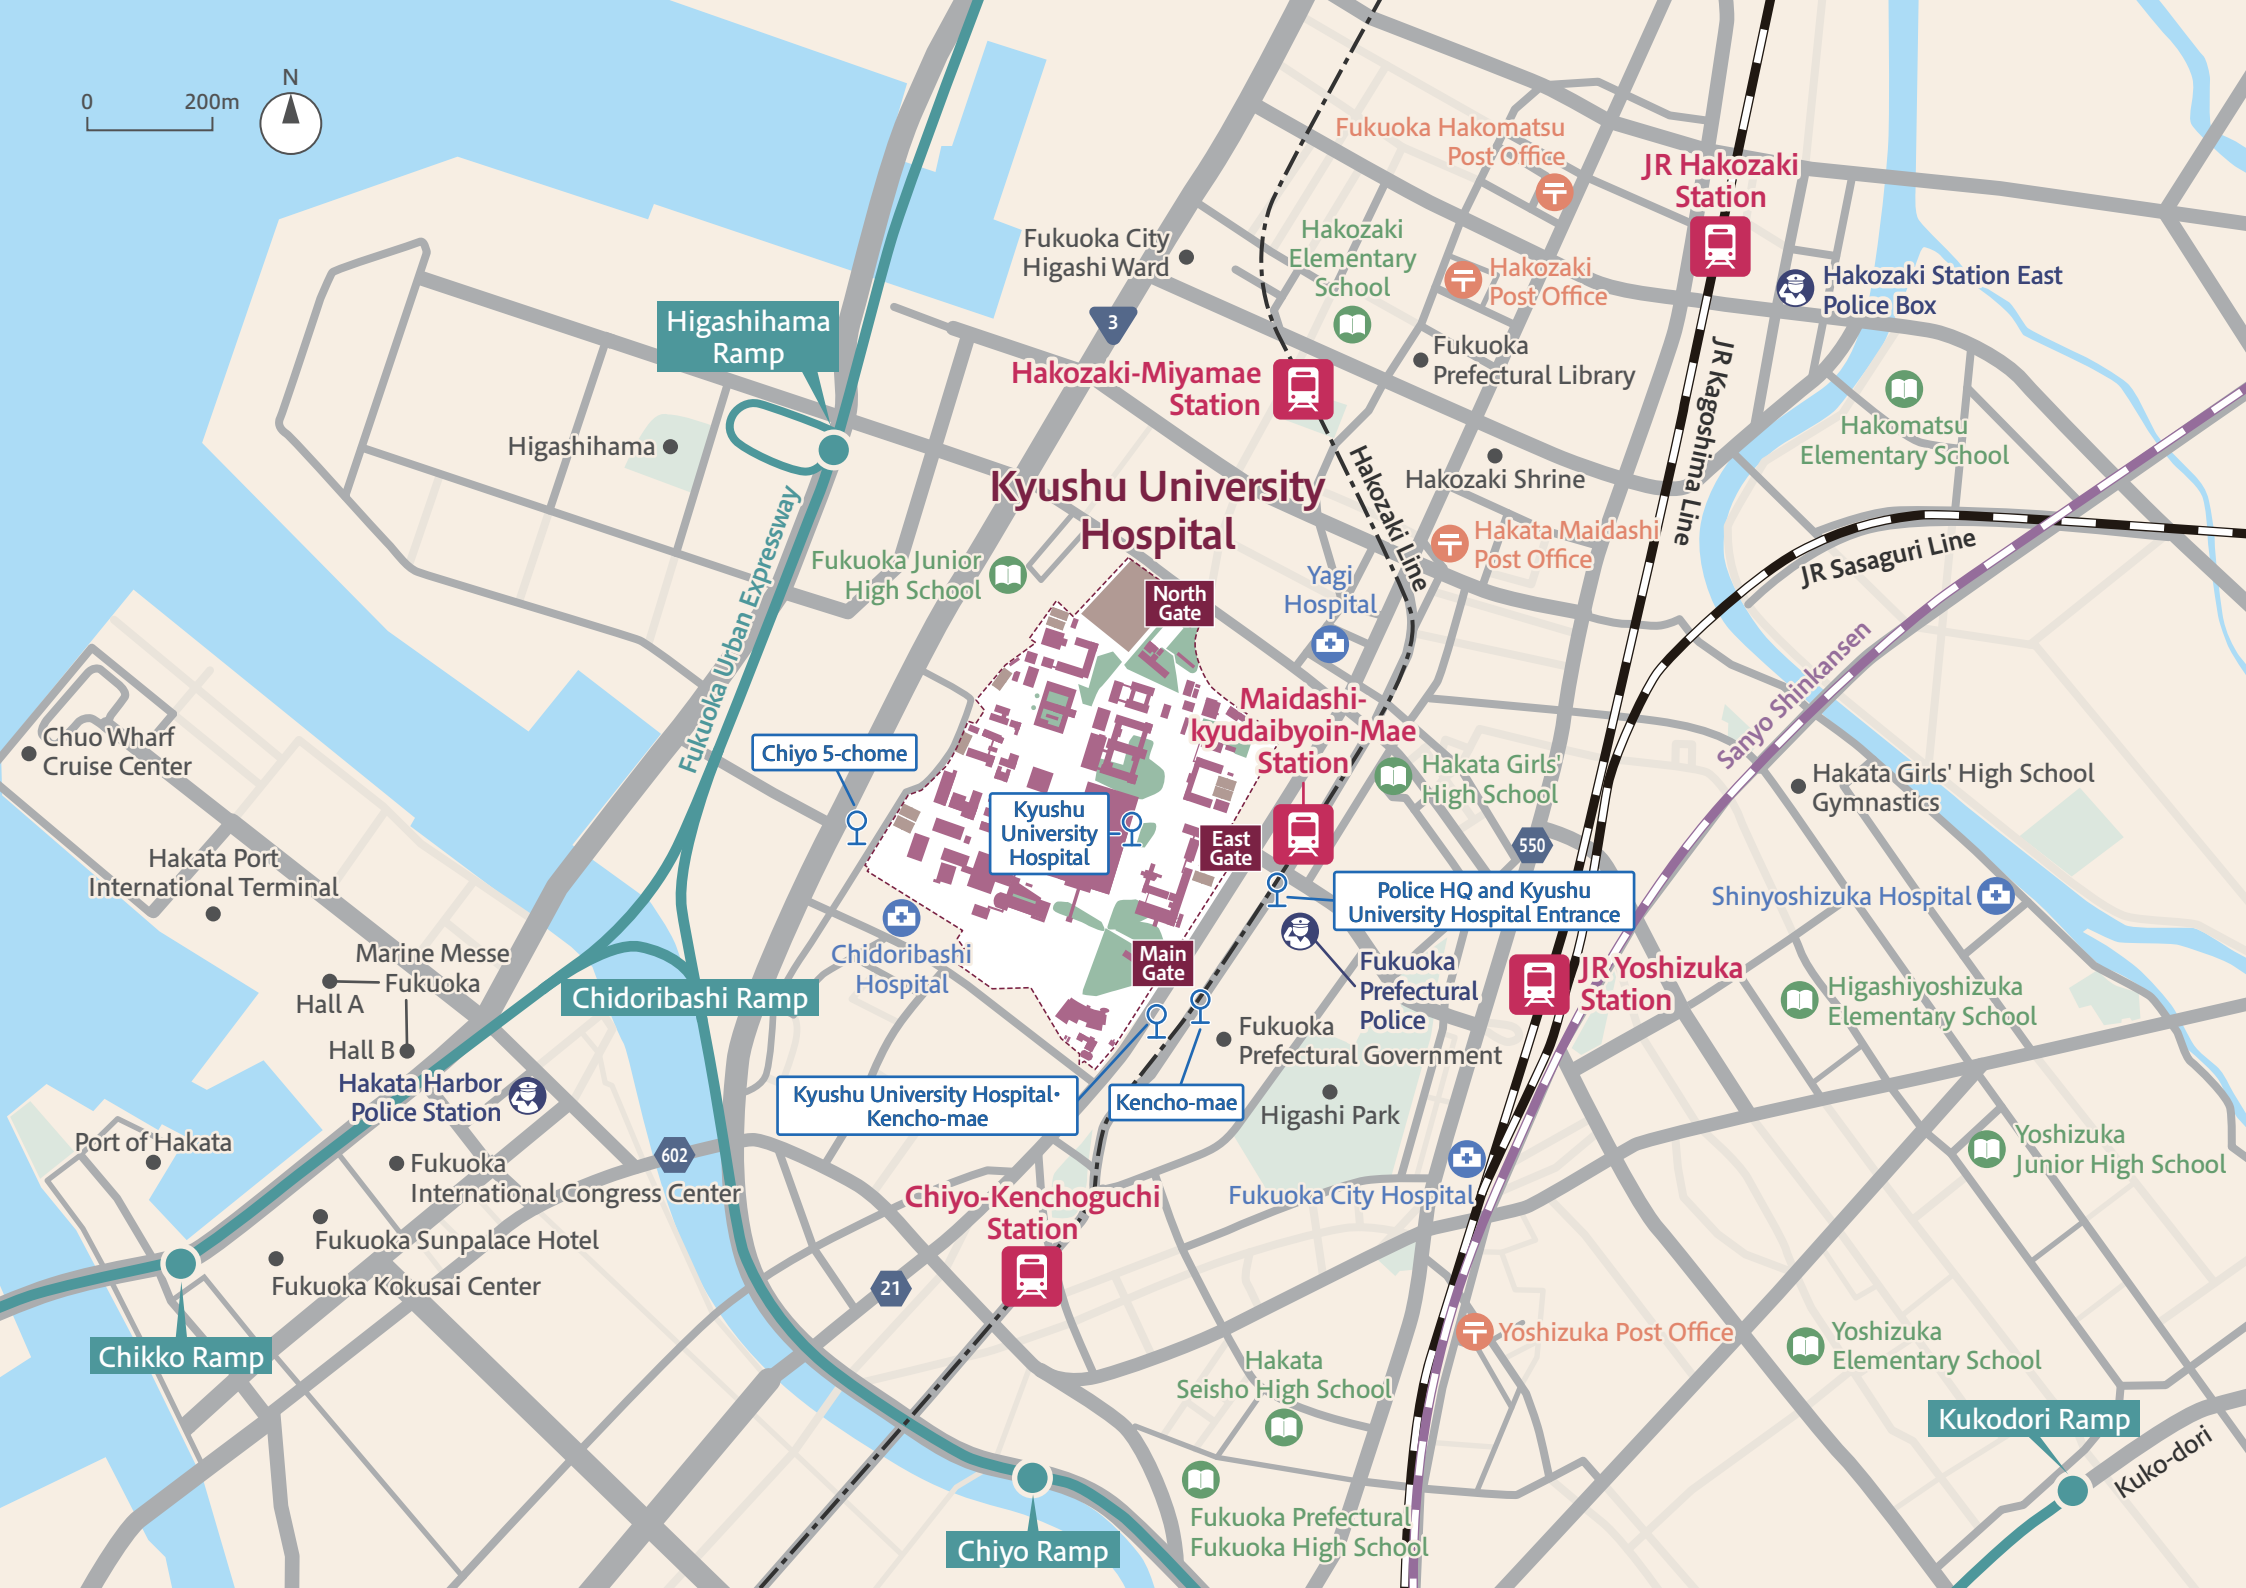 0 200m
N
Fukuoka Hakomatsu
Post Office
JR Hakozaki
Station
Fukuoka City
Higashi Ward
Hakozaki
Elementary
School
Hakozaki
Post Office
Hakozaki Station East
Police Box
Higashihama
Ramp
3
Fukuoka
Prefectural Library
JR Kagoshima Line
Hakozaki-Miyamae
Station
Hakomatsu
Elementary School
Higashihama
Hakozaki Shrine
Hakozaki Line
Kyushu University
Hospital
Fukuoka Urban Expressway
Hakata Maidashi
Post Office
JR Sasaguri Line
Fukuoka Junior
High School
Yagi
Hospital
North
Gate
Sanyo Shinkansen
Maidashi-
kyudaibyoin-Mae
Station
Chuo Wharf
Cruise Center
Chiyo 5-chome
Hakata Girls'
High School
Hakata Girls' High School
Gymnastics
Kyushu
University
Hospital
East
Gate
550
Hakata Port
International Terminal
Police HQ and Kyushu
University Hospital Entrance
Shinyoshizuka Hospital
Marine Messe
Fukuoka
Hall A
Hall B
Chidoribashi
Hospital
Main
Gate
Fukuoka
Prefectural
Police
JR Yoshizuka
Station
Chidoribashi Ramp
Higashiyoshizuka
Elementary School
Fukuoka
Prefectural Government
Hakata Harbor
Police Station
Kyushu University Hospital・
Kencho-mae
Kencho-mae
Higashi Park
Port of Hakata
602
Fukuoka
International Congress Center
Yoshizuka
Junior High School
Chiyo-Kenchoguchi
Station
Fukuoka City Hospital
Fukuoka Sunpalace Hotel
Fukuoka Kokusai Center
21
Chikko Ramp
Yoshizuka Post Office
Yoshizuka
Elementary School
Hakata
Seisho High School
Kukodori Ramp
Kuko-dori
Fukuoka Prefectural
Fukuoka High School
Chiyo Ramp